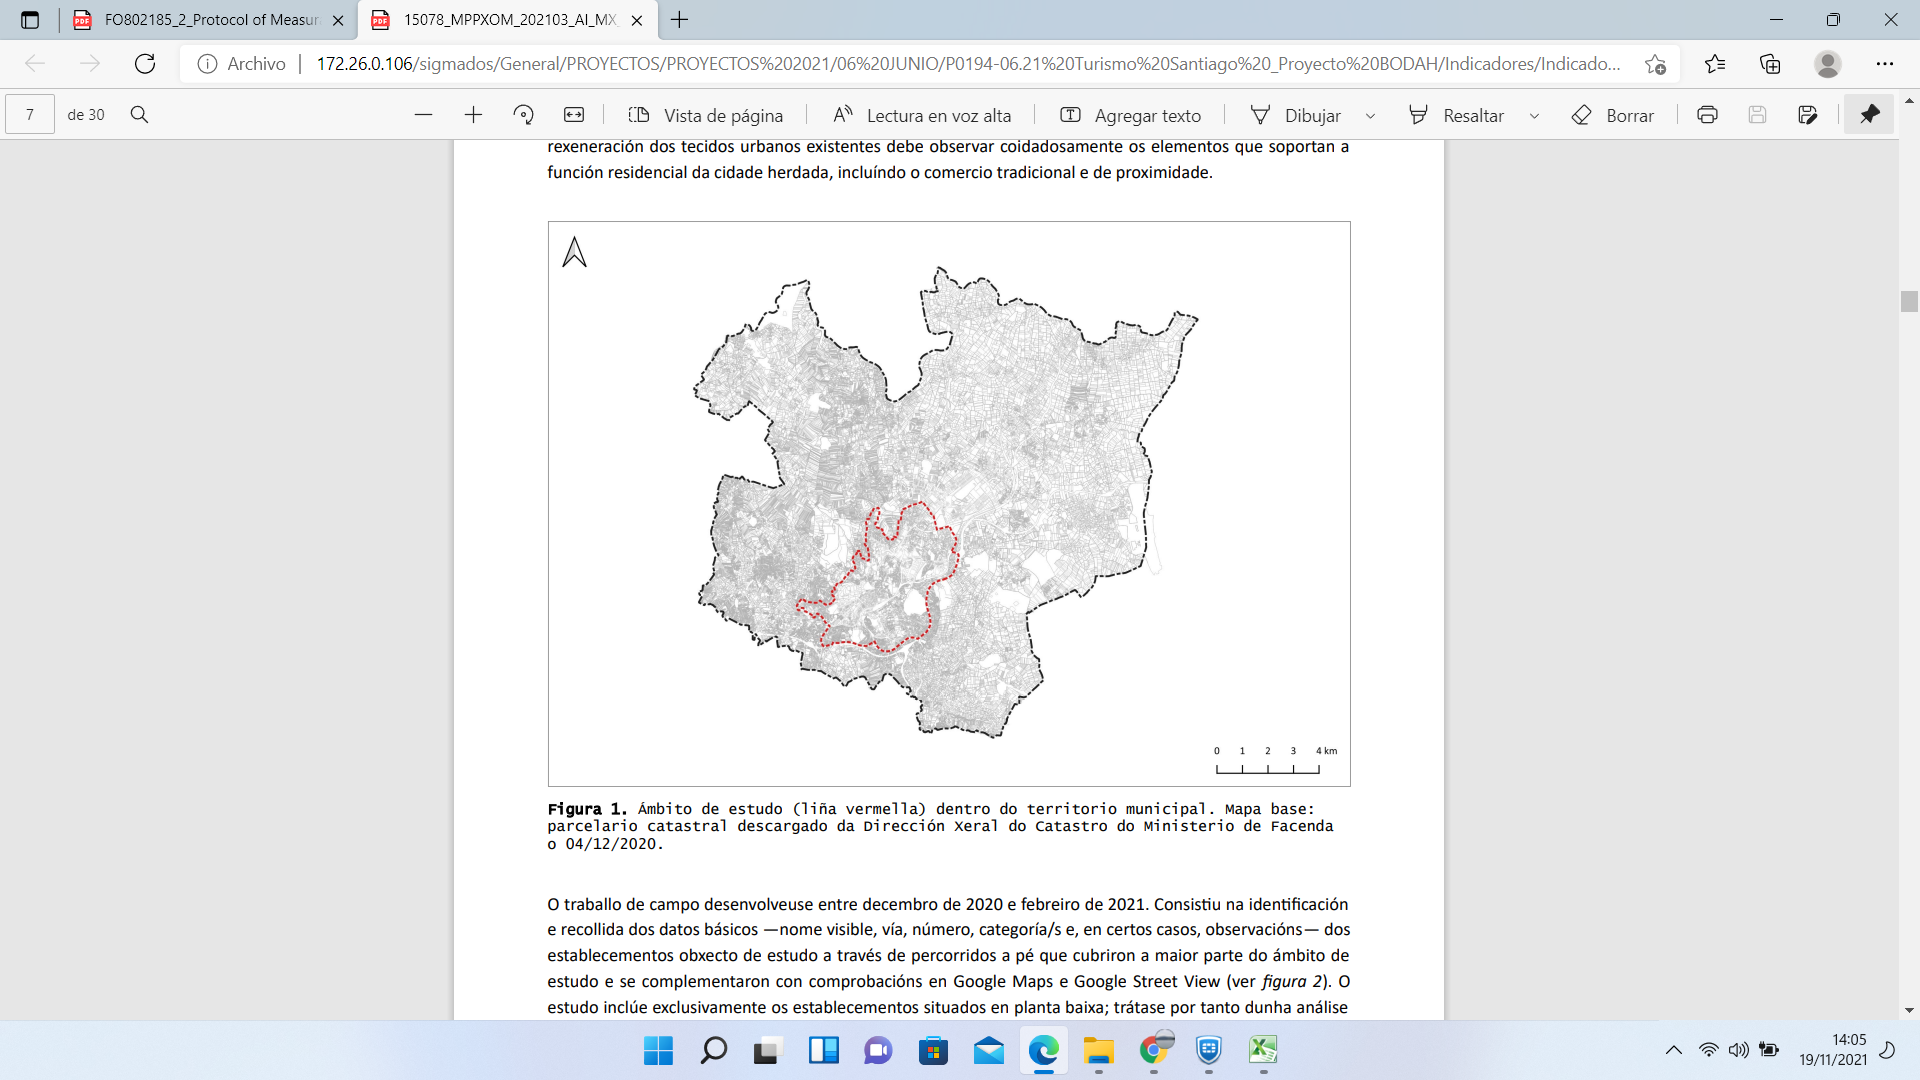 FO802185_2_Protocol of Measur
15078_MPPXOM_202103_AI_MX_
Archivo
172.26.0.106/sigmados/General/PROYECTOS/PROYECTOS%202021/06%20JUNIO/P0194-06.21%20Turismo%20Santiago%20_Proyecto%20BODAH/Indicadores/Indicado...
7 de 30
Vista de página
Lectura en voz alta
Agregar texto
Dibujar
Resaltar
Borrar
rexeneración dos tecidos urbanos existentes debe observar coidadosamente os elementos que soportan a
función residencial da cidade herdada, incluíndo o comercio tradicional e de proximidade.
0 1 2 3 4 km
Figura 1. Ámbito de estudo (liña vermella) dentro do territorio municipal. Mapa base:
parcelario catastral descargado da Dirección Xeral do Catastro do Ministerio de Facenda
o 04/12/2020.
O traballo de campo desenvolveuse entre decembro de 2020 e febreiro de 2021. Consistiu na identificación
e recollida dos datos básicos —nome visible, vía, número, categoría/s e, en certos casos, observacións— dos
establecementos obxecto de estudo a través de percorridos a pé que cubriron a maior parte do ámbito de
estudo e se complementaron con comprobacións en Google Maps e Google Street View (ver figura 2). O
estudo inclúe exclusivamente os establecementos situados en planta baixa; trátase por tanto dunha análise
14:05
19/11/2021